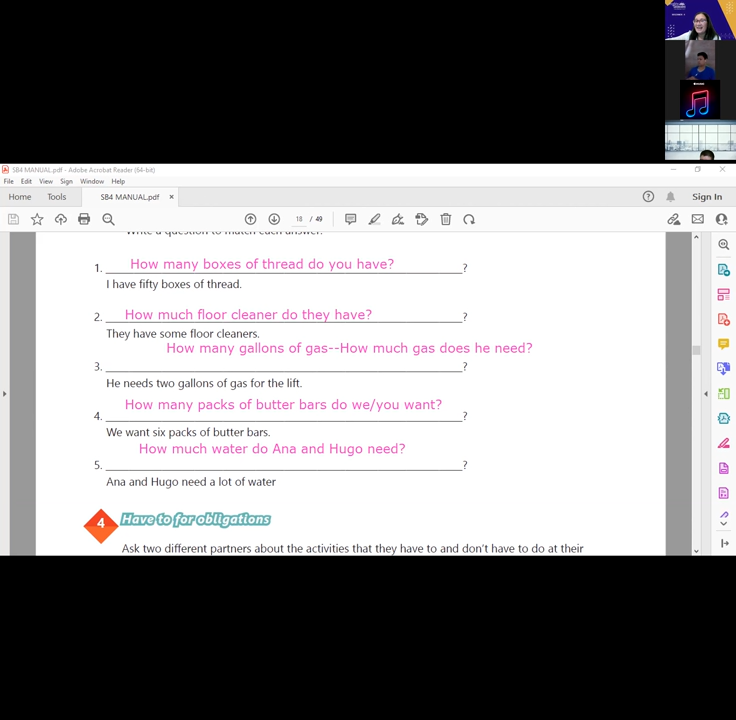 SB4 MANUAL.pdf - Adobe Acrobat Reader (64-bit)
File Edit View Sign Window Help
Home Tools SB4 MANUAL.pdf × Sign In
18 / 49
Write a question to match each answer.
1. How many boxes of thread do you have? ?
I have fifty boxes of thread.
2. How much floor cleaner do they have? ?
They have some floor cleaners.
How many gallons of gas--How much gas does he need?
3. ?
He needs two gallons of gas for the lift.
How many packs of butter bars do we/you want?
4. ?
We want six packs of butter bars.
How much water do Ana and Hugo need?
5. ?
Ana and Hugo need a lot of water
4 Have to for obligations
Ask two different partners about the activities that they have to and don't have to do at their